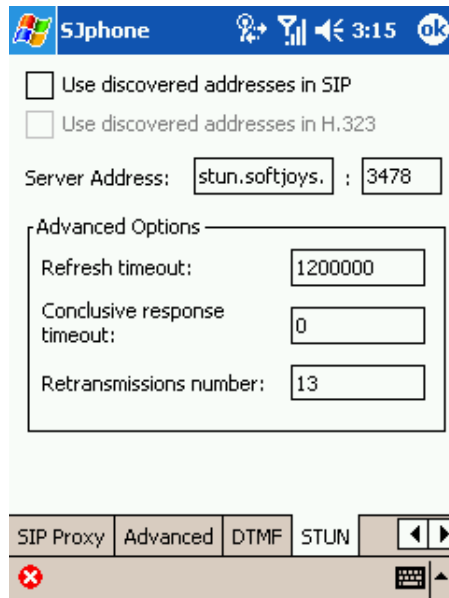 SJphone 3:15 ok
Use discovered addresses in SIP
Use discovered addresses in H.323
Server Address: stun.softjoys. : 3478
Advanced Options
Refresh timeout: 1200000
Conclusive response
timeout: 0
Retransmissions number: 13
SIP Proxy Advanced DTMF STUN